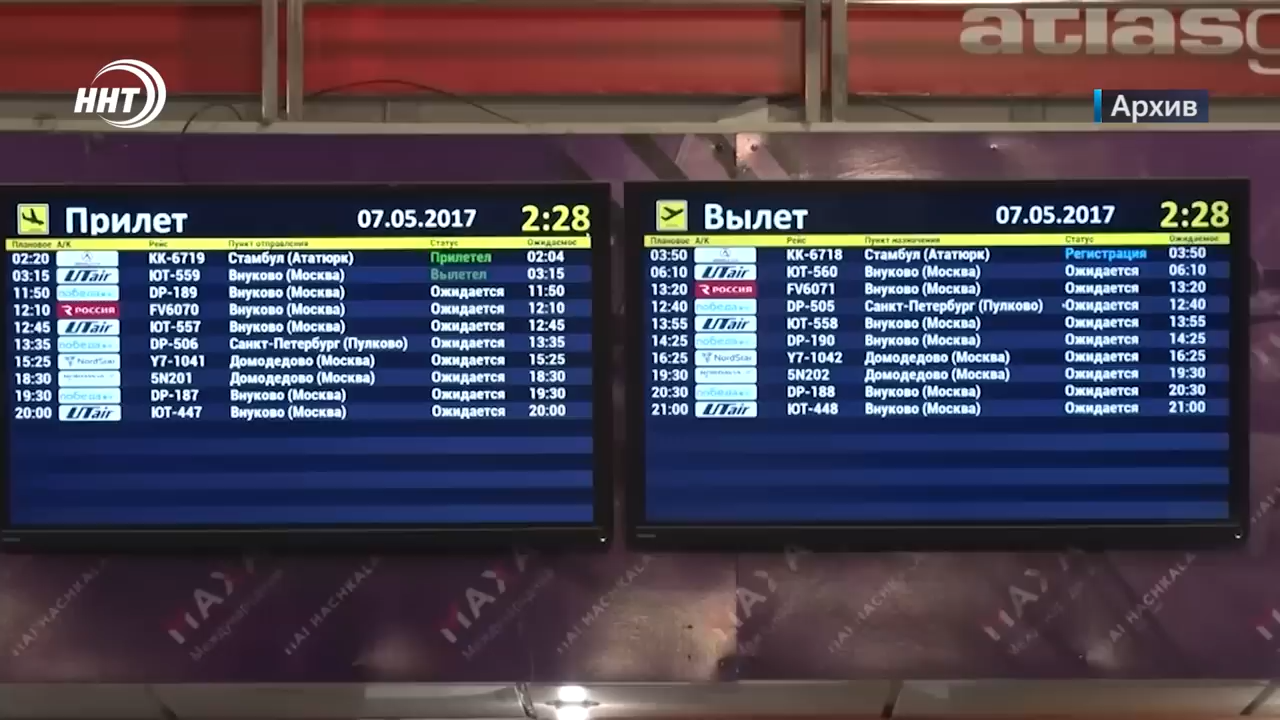 atlasg
ННТ
Архив
Прилет 07.05.2017 2:28
Плановое А/К Рейс Пункт отправления Статус Ожидаемое
02:20 КК-6719 Стамбул (Ататюрк) Прилетел 02:04
03:15 UTair ЮТ-559 Внуково (Москва) Вылетел 03:15
11:50 победа DP-189 Внуково (Москва) Ожидается 11:50
12:10 РОССИЯ FV6070 Внуково (Москва) Ожидается 12:10
12:45 UTair ЮТ-557 Внуково (Москва) Ожидается 12:45
13:35 победа DP-506 Санкт-Петербург (Пулково) Ожидается 13:35
15:25 NordStar Y7-1041 Домодедово (Москва) Ожидается 15:25
18:30 5N201 Домодедово (Москва) Ожидается 18:30
19:30 победа DP-187 Внуково (Москва) Ожидается 19:30
20:00 UTair ЮТ-447 Внуково (Москва) Ожидается 20:00
Вылет 07.05.2017 2:28
Плановое А/К Рейс Пункт назначения Статус Ожидаемое
03:50 КК-6718 Стамбул (Ататюрк) Регистрация 03:50
06:10 UTair ЮТ-560 Внуково (Москва) Ожидается 06:10
13:20 РОССИЯ FV6071 Внуково (Москва) Ожидается 13:20
12:40 победа DP-505 Санкт-Петербург (Пулково) Ожидается 12:40
13:55 UTair ЮТ-558 Внуково (Москва) Ожидается 13:55
14:25 победа DP-190 Внуково (Москва) Ожидается 14:25
16:25 NordStar Y7-1042 Домодедово (Москва) Ожидается 16:25
19:30 5N202 Домодедово (Москва) Ожидается 19:30
20:30 победа DP-188 Внуково (Москва) Ожидается 20:30
21:00 UTair ЮТ-448 Внуково (Москва) Ожидается 21:00